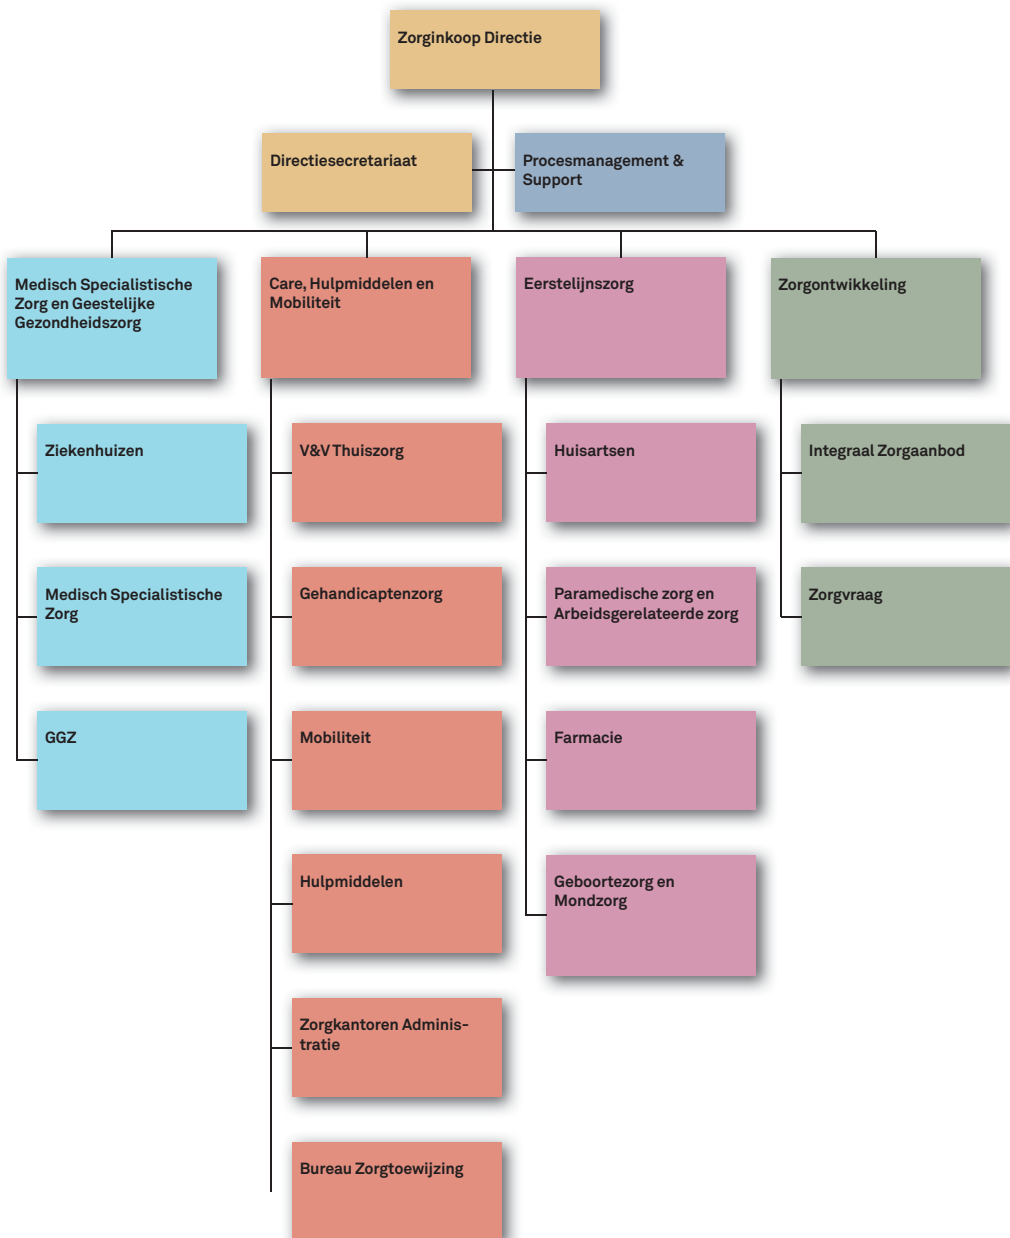 Zorginkoop Directie
Directiesecretariaat
Procesmanagement &
Support
Medisch Specialistische
Zorg en Geestelijke
Gezondheidszorg
Care, Hulpmiddelen en
Mobiliteit
Eerstelijnszorg
Zorgontwikkeling
Ziekenhuizen
V&V Thuiszorg
Huisartsen
Integraal Zorgaanbod
Medisch Specialistische
Zorg
Gehandicaptenzorg
Paramedische zorg en
Arbeidsgerelateerde zorg
Zorgvraag
GGZ
Mobiliteit
Farmacie
Hulpmiddelen
Geboortezorg en
Mondzorg
Zorgkantoren Adminis-
tratie
Bureau Zorgtoewijzing